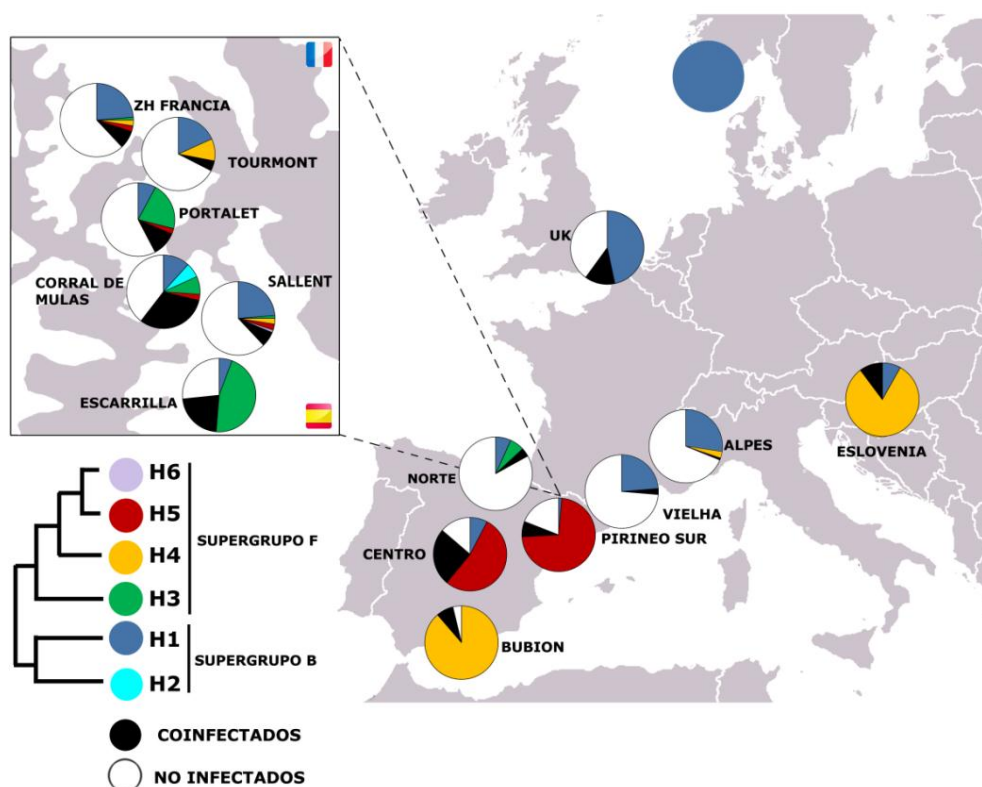 ZH FRANCIA
TOURMONT
PORTALET
CORRAL DE
MULAS
SALLENT
ESCARRILLA
UK
ESLOVENIA
ALPES
NORTE
VIELHA
PIRINEO SUR
CENTRO
BUBION
H6
H5
H4
H3
H1
H2
SUPERGRUPO F
SUPERGRUPO B
COINFECTADOS
NO INFECTADOS